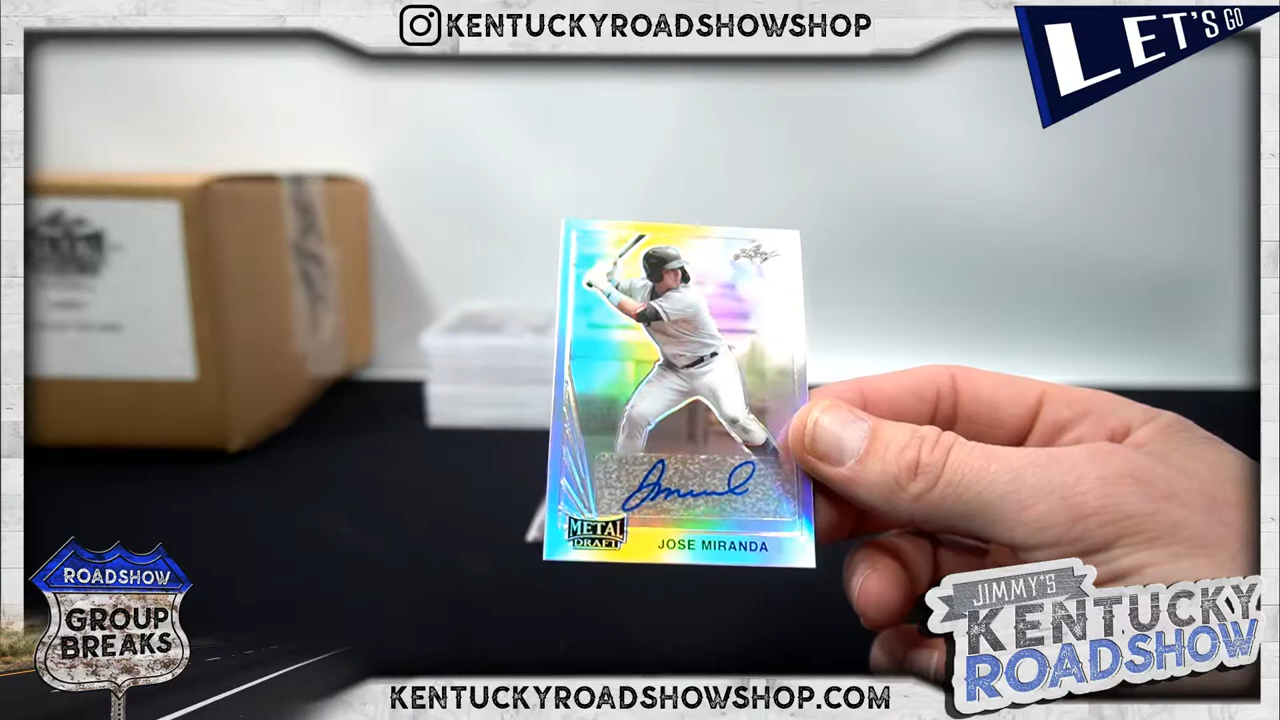 KENTUCKYROADSHOWSHOP
LET'S GO
METAL
DRAFT
JOSE MIRANDA
ROADSHOW
GROUP
BREAKS
JIMMY'S
KENTUCKY
ROADSHOW
KENTUCKYROADSHOWSHOP.COM